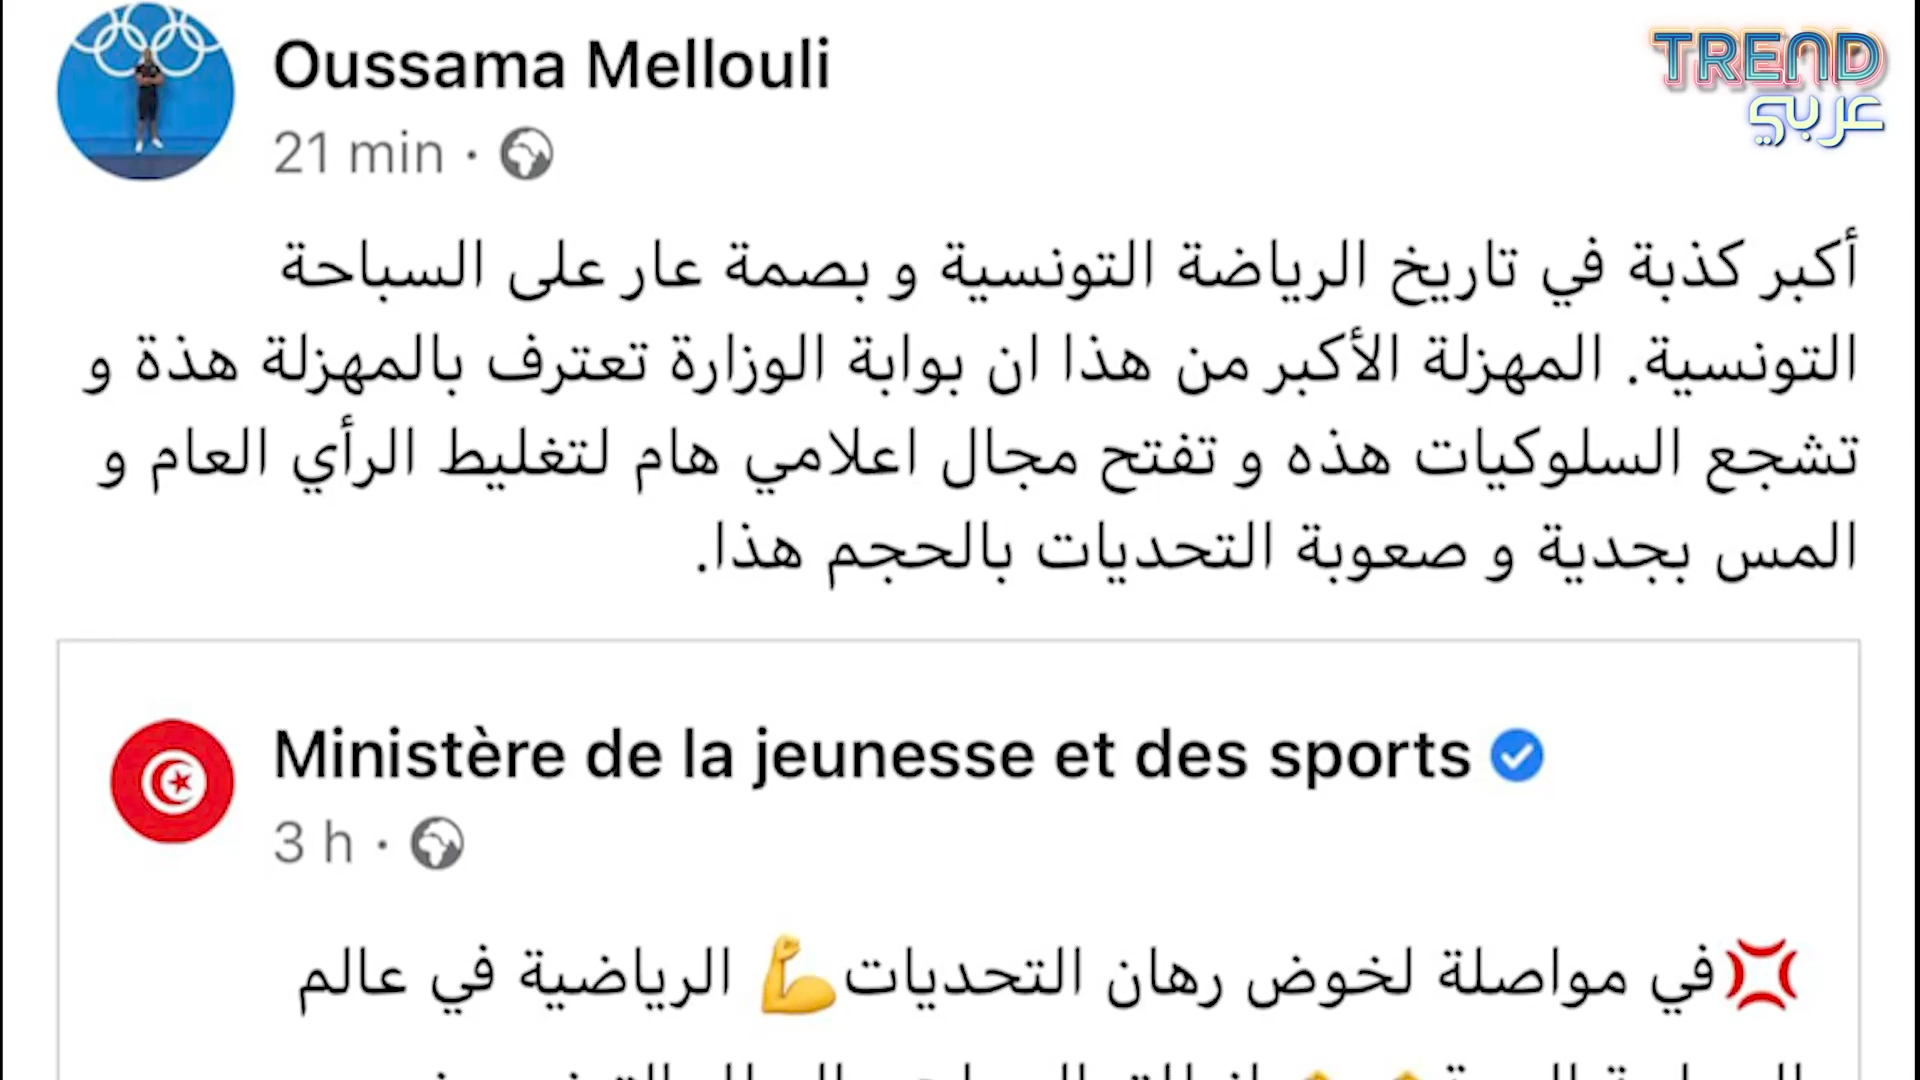 Oussama Mellouli
21 min ·
TREND
عربي
أكبر كذبة في تاريخ الرياضة التونسية و بصمة عار على السباحة
التونسية. المهزلة الأكبر من هذا ان بوابة الوزارة تعترف بالمهزلة هذة و
تشجع السلوكيات هذه و تفتح مجال اعلامي هام لتغليط الرأي العام و
المس بجدية و صعوبة التحديات بالحجم هذا.
Ministère de la jeunesse et des sports
3 h ·
💢في مواصلة لخوض رهان التحديات💪 الرياضية في عالم